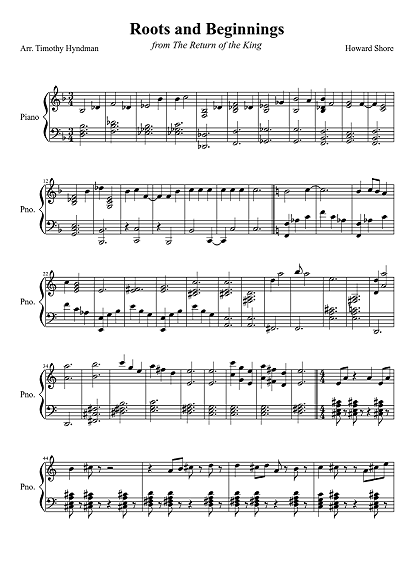 Roots and Beginnings
from The Return of the King
Arr. Timothy Hyndman
Howard Shore
Piano
12
Pno.
22
Pno.
34
Pno.
44
Pno.